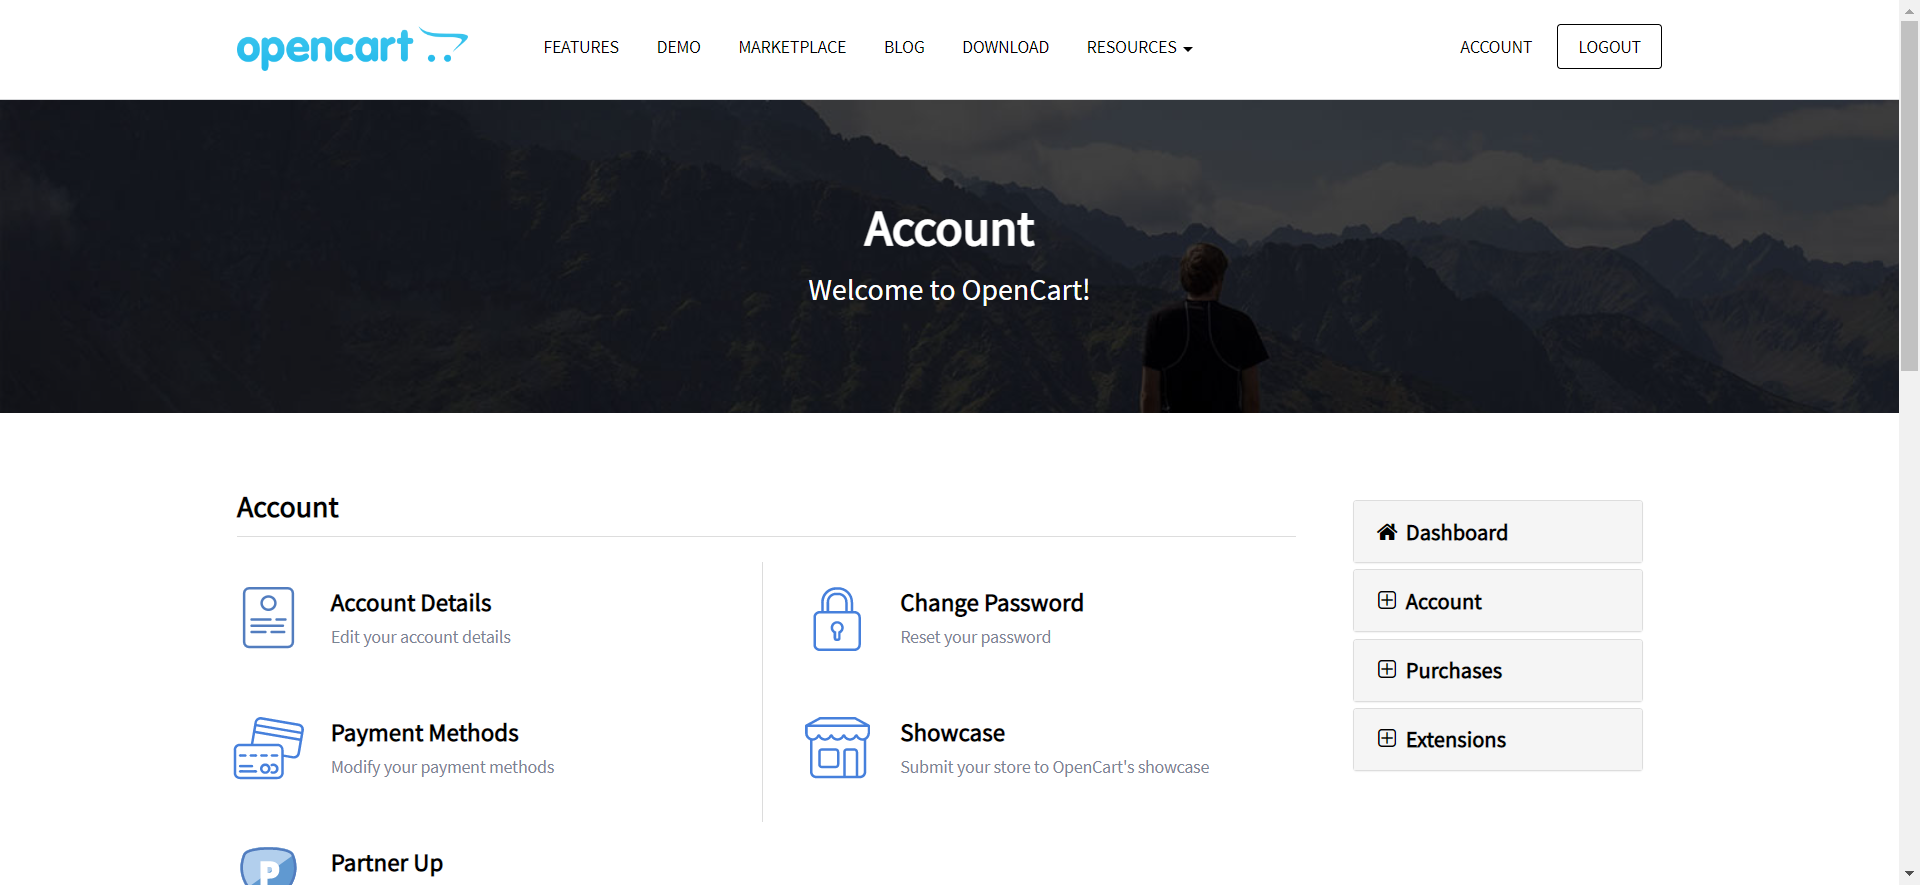 opencart
FEATURES
DEMO
MARKETPLACE
BLOG
DOWNLOAD
RESOURCES
ACCOUNT
LOGOUT
Account
Welcome to OpenCart!
Account
Account Details
Edit your account details
Change Password
Reset your password
Payment Methods
Modify your payment methods
Showcase
Submit your store to OpenCart's showcase
P
Partner Up
Dashboard
Account
Purchases
Extensions